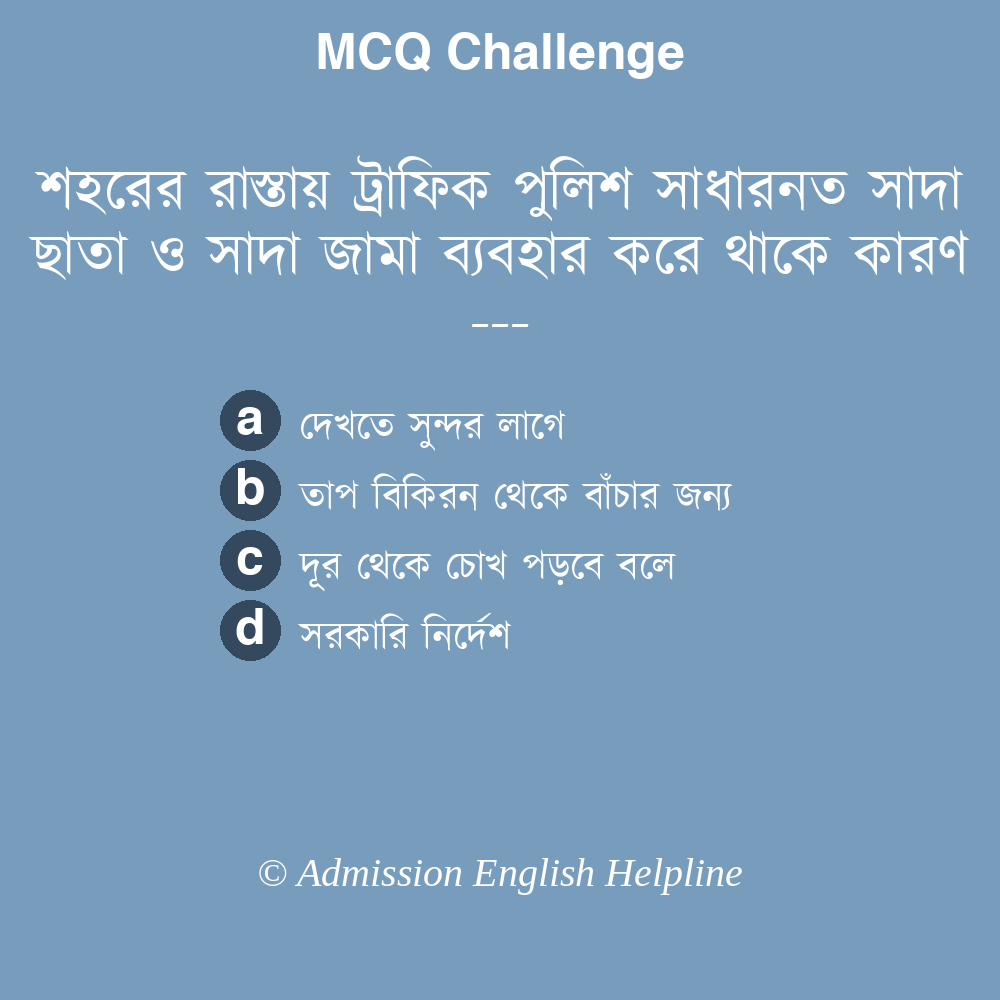 MCQ Challenge
শহরের রাস্তায় ট্রাফিক পুলিশ সাধারনত সাদা
ছাতা ও সাদা জামা ব্যবহার করে থাকে কারণ
---
a দেখতে সুন্দর লাগে
b তাপ বিকিরন থেকে বাঁচার জন্য
c দূর থেকে চোখ পড়বে বলে
d সরকারি নির্দেশ
© Admission English Helpline